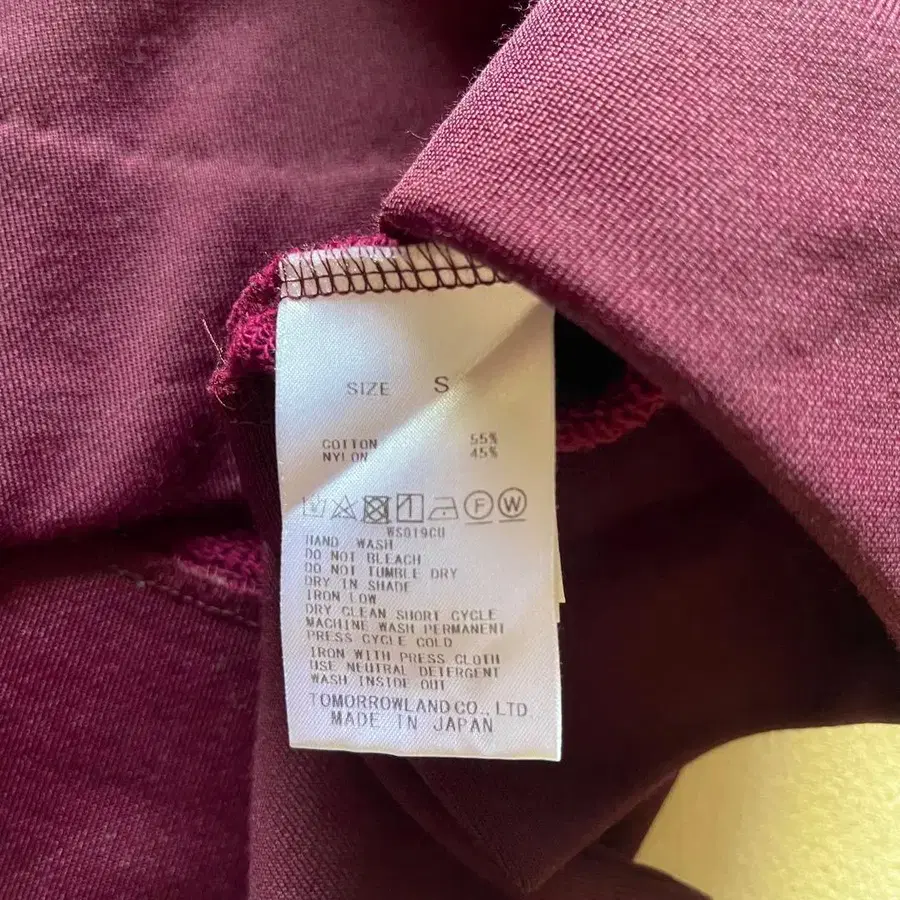 SIZE S
COTTON 55%
NYLON 45%
F W
WS019CU
HAND WASH
DO NOT BLEACH
DO NOT TUMBLE DRY
DRY IN SHADE
IRON LOW
DRY CLEAN SHORT CYCLE
MACHINE WASH PERMANENT
PRESS CYCLE COLD
IRON WITH PRESS CLOTH
USE NEUTRAL DETERGENT
WASH INSIDE OUT
TOMORROWLAND CO., LTD.
MADE IN JAPAN